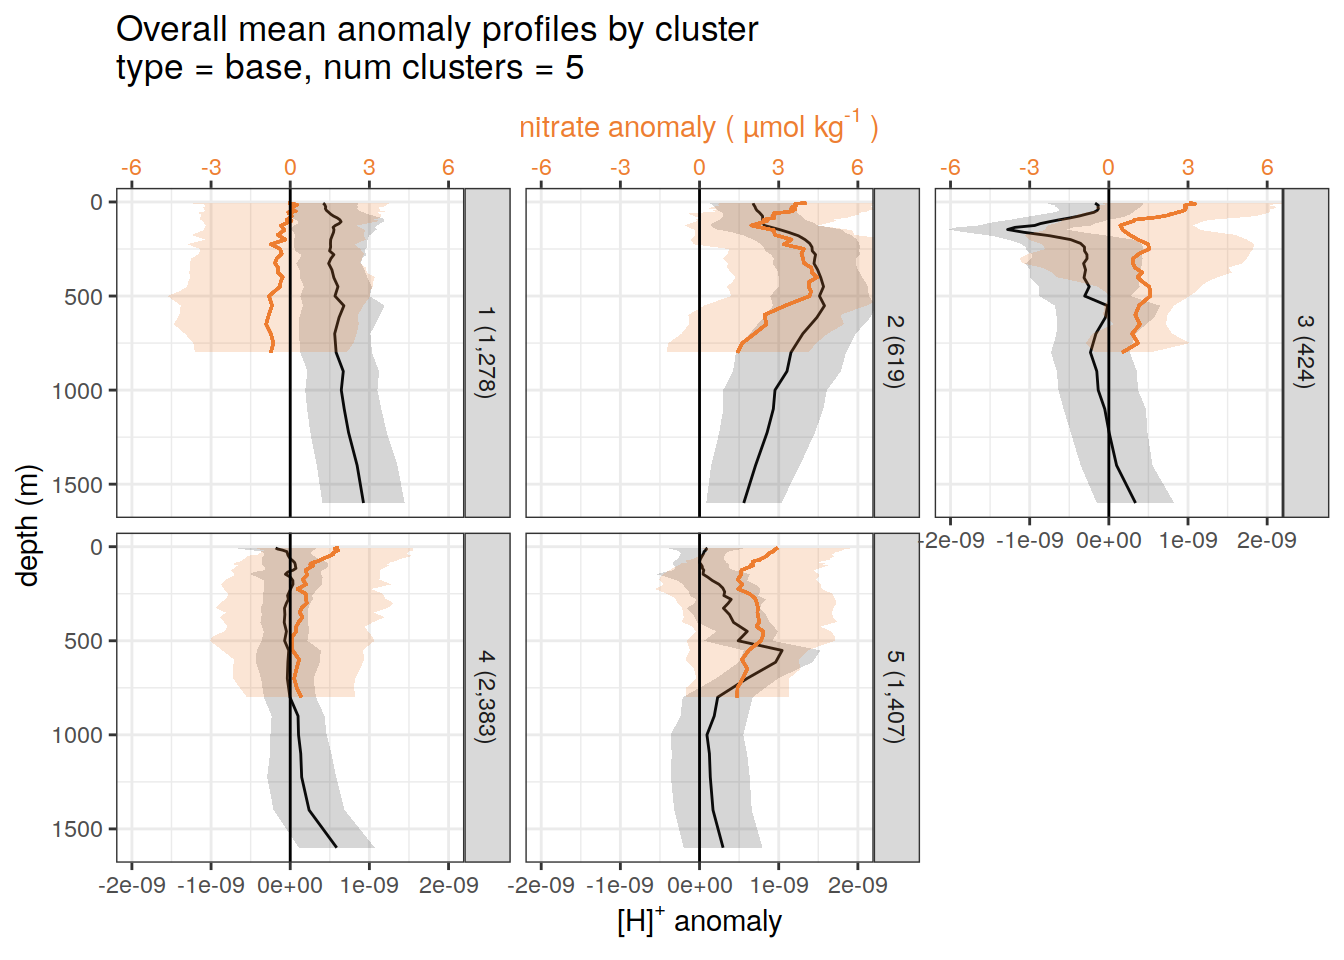 Overall mean anomaly profiles by cluster
type = base, num clusters = 5
nitrate anomaly ( µmol kg⁻¹ )
-6 -3 0 3 6 -6 -3 0 3 6 -6 -3 0 3 6
0
500
1000
1500
1 (1,278)
2 (619)
3 (424)
-2e-09 -1e-09 0e+00 1e-09 2e-09
depth (m)
0
500
1000
1500
4 (2,383)
5 (1,407)
-2e-09 -1e-09 0e+00 1e-09 2e-09 -2e-09 -1e-09 0e+00 1e-09 2e-09
[H]⁺ anomaly